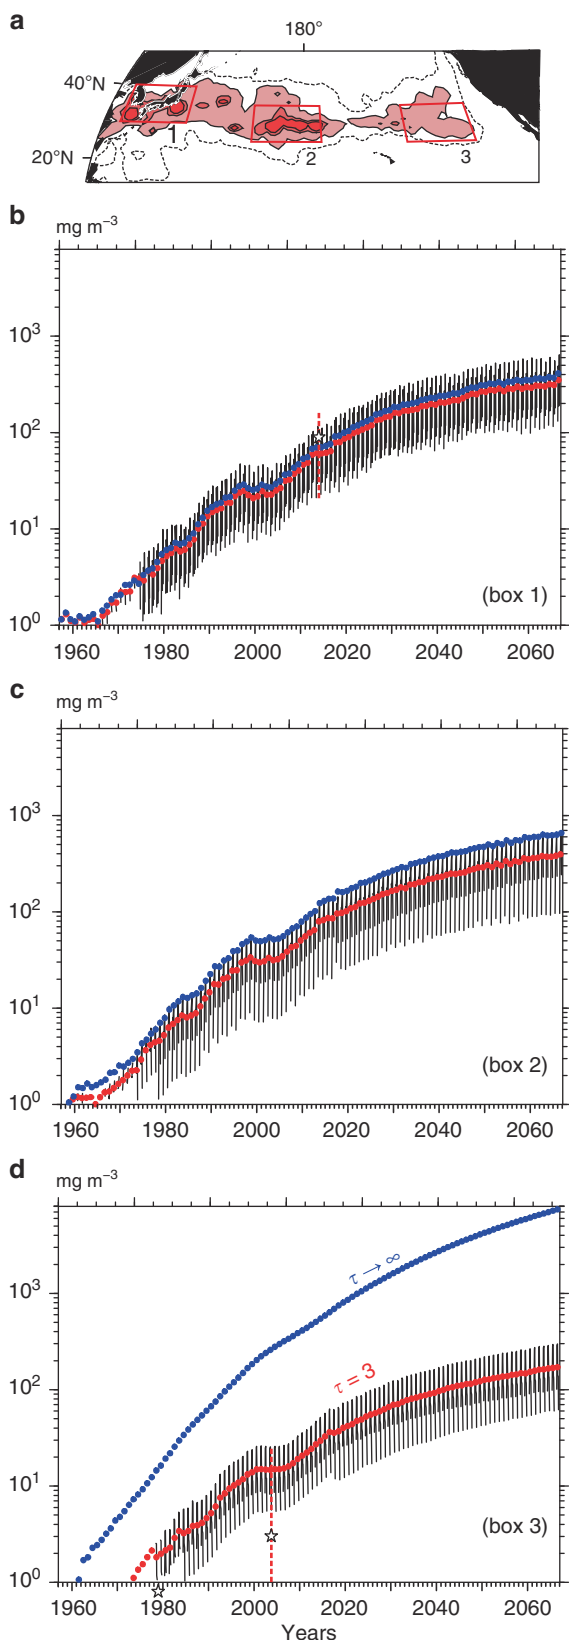 a
180°
40°N
20°N
1
2
3
b
mg m⁻³
10³
10²
10¹
10⁰
(box 1)
1960 1980 2000 2020 2040 2060
c
mg m⁻³
10³
10²
10¹
10⁰
(box 2)
1960 1980 2000 2020 2040 2060
d
mg m⁻³
10³
τ → ∞
10²
τ = 3
10¹
(box 3)
10⁰
1960 1980 2000 2020 2040 2060
Years